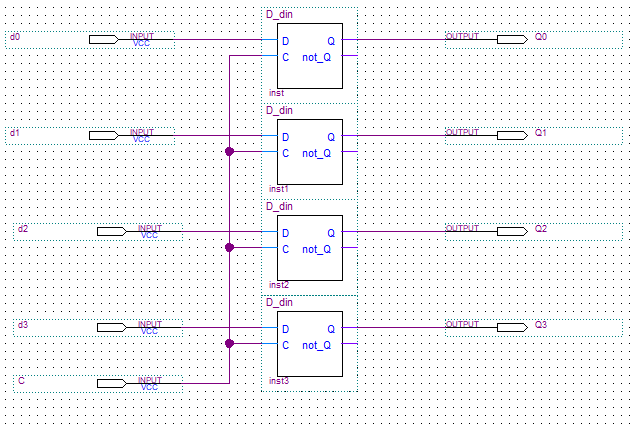 D_din
d0 INPUT VCC D Q OUTPUT Q0
C not_Q
inst
D_din
d1 INPUT VCC D Q OUTPUT Q1
C not_Q
inst1
D_din
d2 INPUT VCC D Q OUTPUT Q2
C not_Q
inst2
D_din
d3 INPUT VCC D Q OUTPUT Q3
C not_Q
inst3
C INPUT VCC